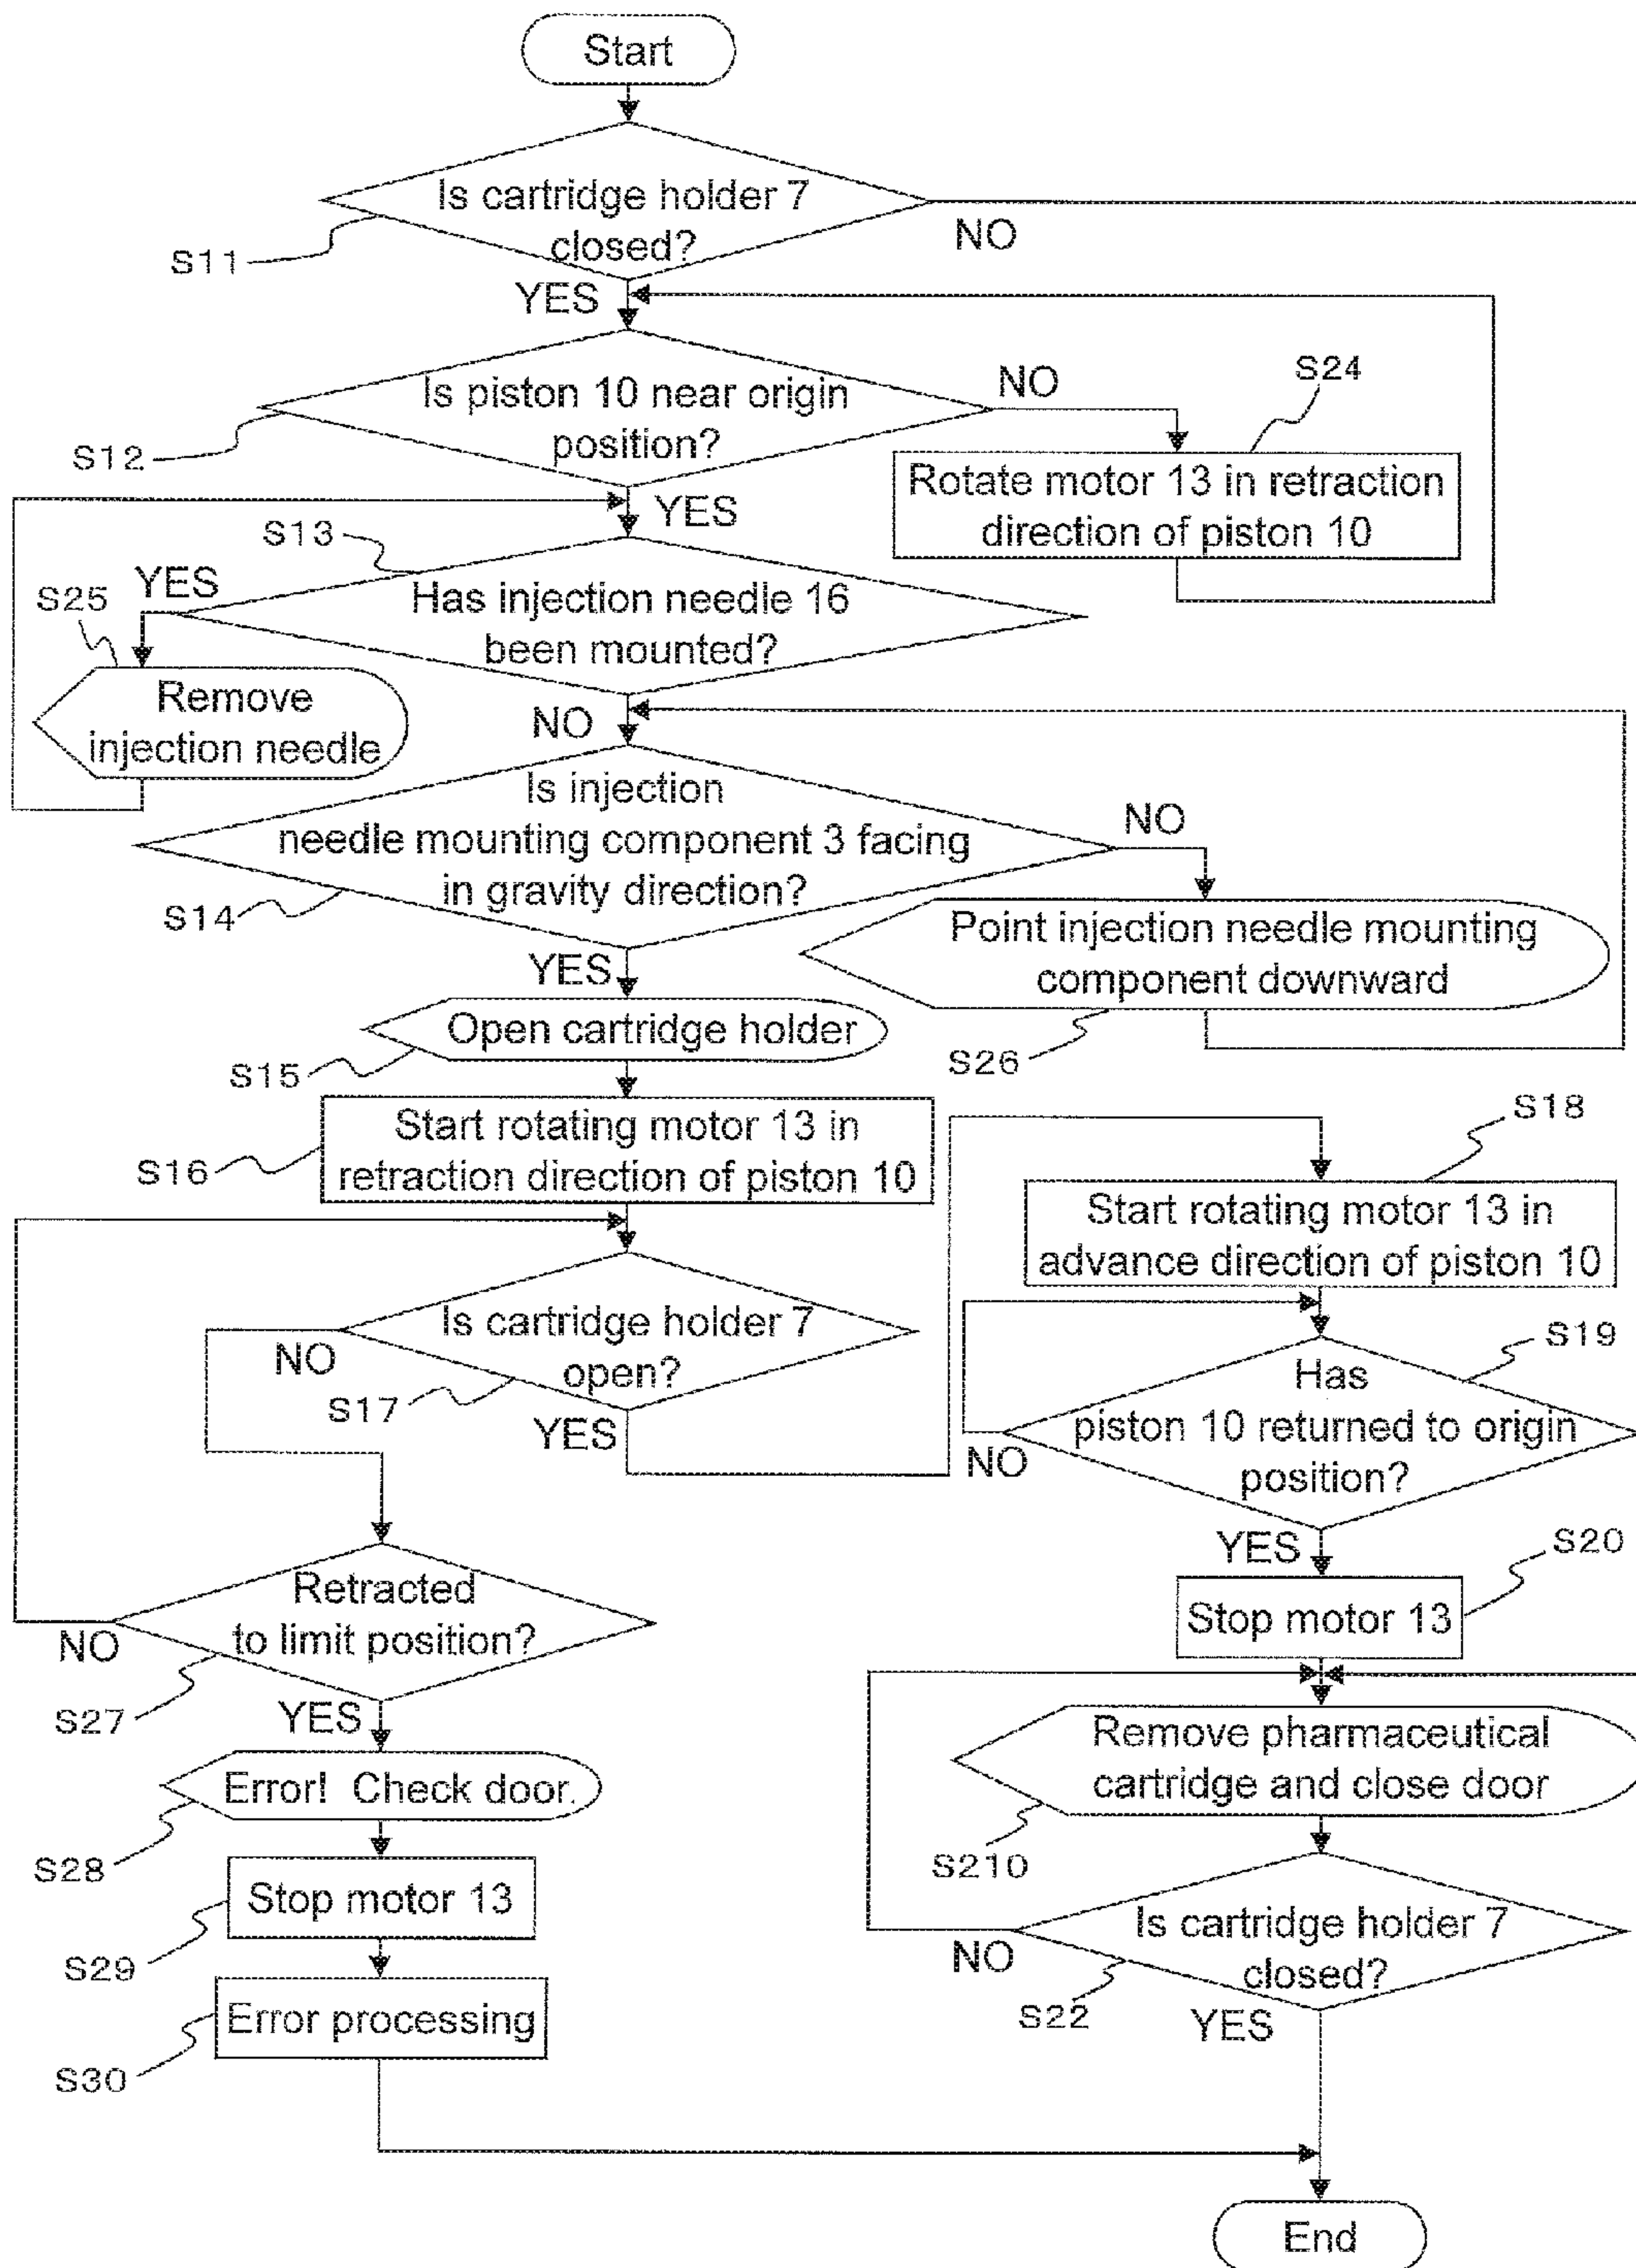 Start
Is cartridge holder 7
closed?
S11
NO
YES
Is piston 10 near origin
position?
S12
NO
S24
Rotate motor 13 in retraction
direction of piston 10
YES
S13
Has injection needle 16
been mounted?
YES
S25
Remove
injection needle
NO
Is injection
needle mounting component 3 facing
in gravity direction?
S14
NO
Point injection needle mounting
component downward
S26
YES
Open cartridge holder
S15
Start rotating motor 13 in
retraction direction of piston 10
S16
Is cartridge holder 7
open?
NO
S17
YES
S18
Start rotating motor 13 in
advance direction of piston 10
S19
Has
piston 10 returned to origin
position?
NO
YES
S20
Stop motor 13
Retracted
to limit position?
NO
S27
YES
Error! Check door.
S28
Stop motor 13
S29
Error processing
S30
Remove pharmaceutical
cartridge and close door
S210
Is cartridge holder 7
closed?
NO
S22
YES
End